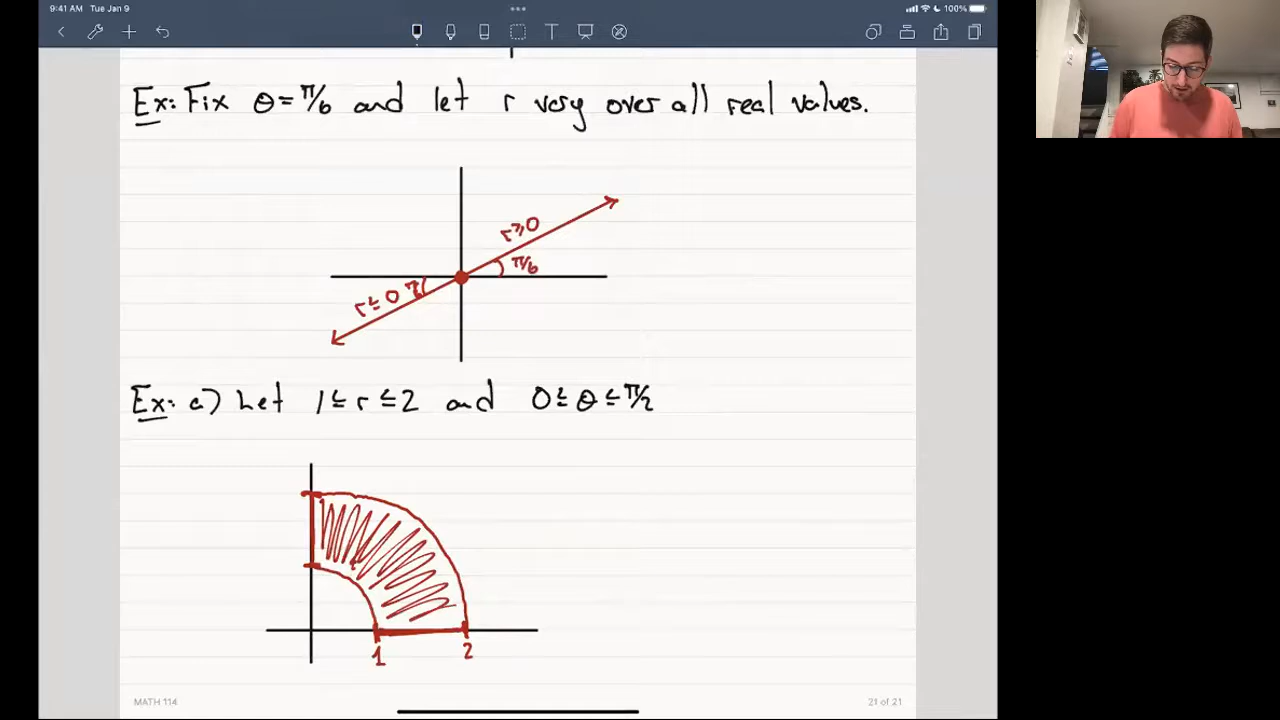 9:41 AM Tue Jan 9
100%
Ex: Fix θ = π/6 and let r vary over all real values.
r≥0
π/6
r≤0
Ex: a) Let 1 ≤ r ≤ 2 and 0 ≤ θ ≤ π/2
1
2
MATH 114
21 of 21